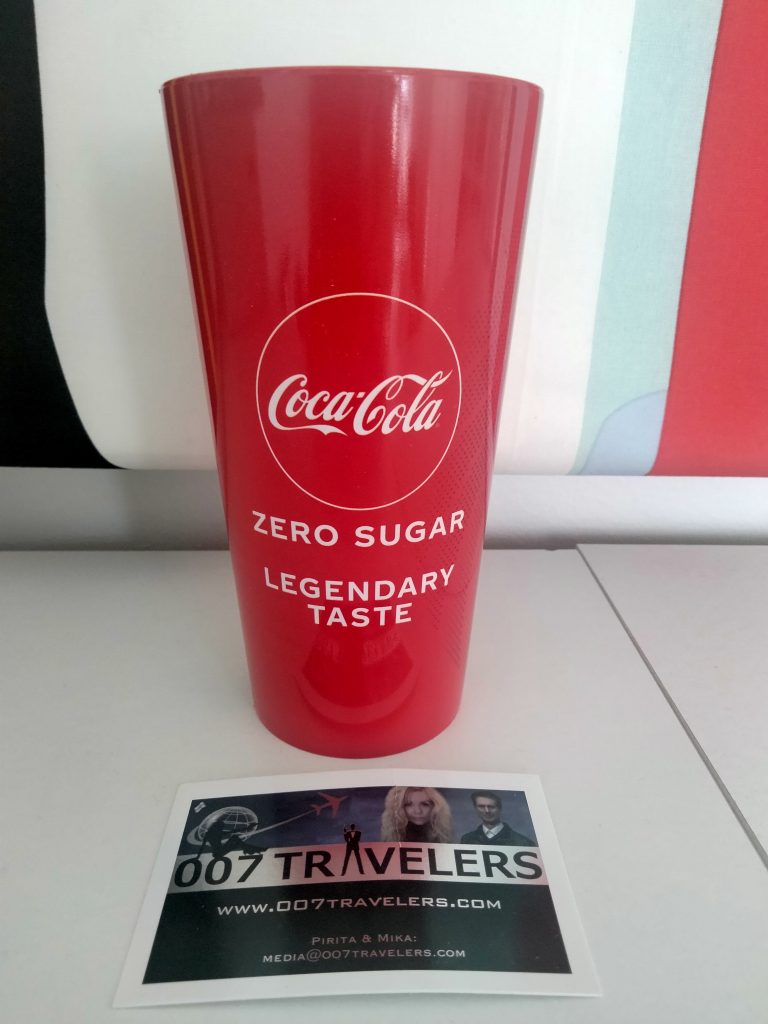 Coca-Cola
ZERO SUGAR
LEGENDARY
TASTE
007 TRAVELERS
WWW.007TRAVELERS.COM
PIRITA & MIKA:
MEDIA@007TRAVELERS.COM